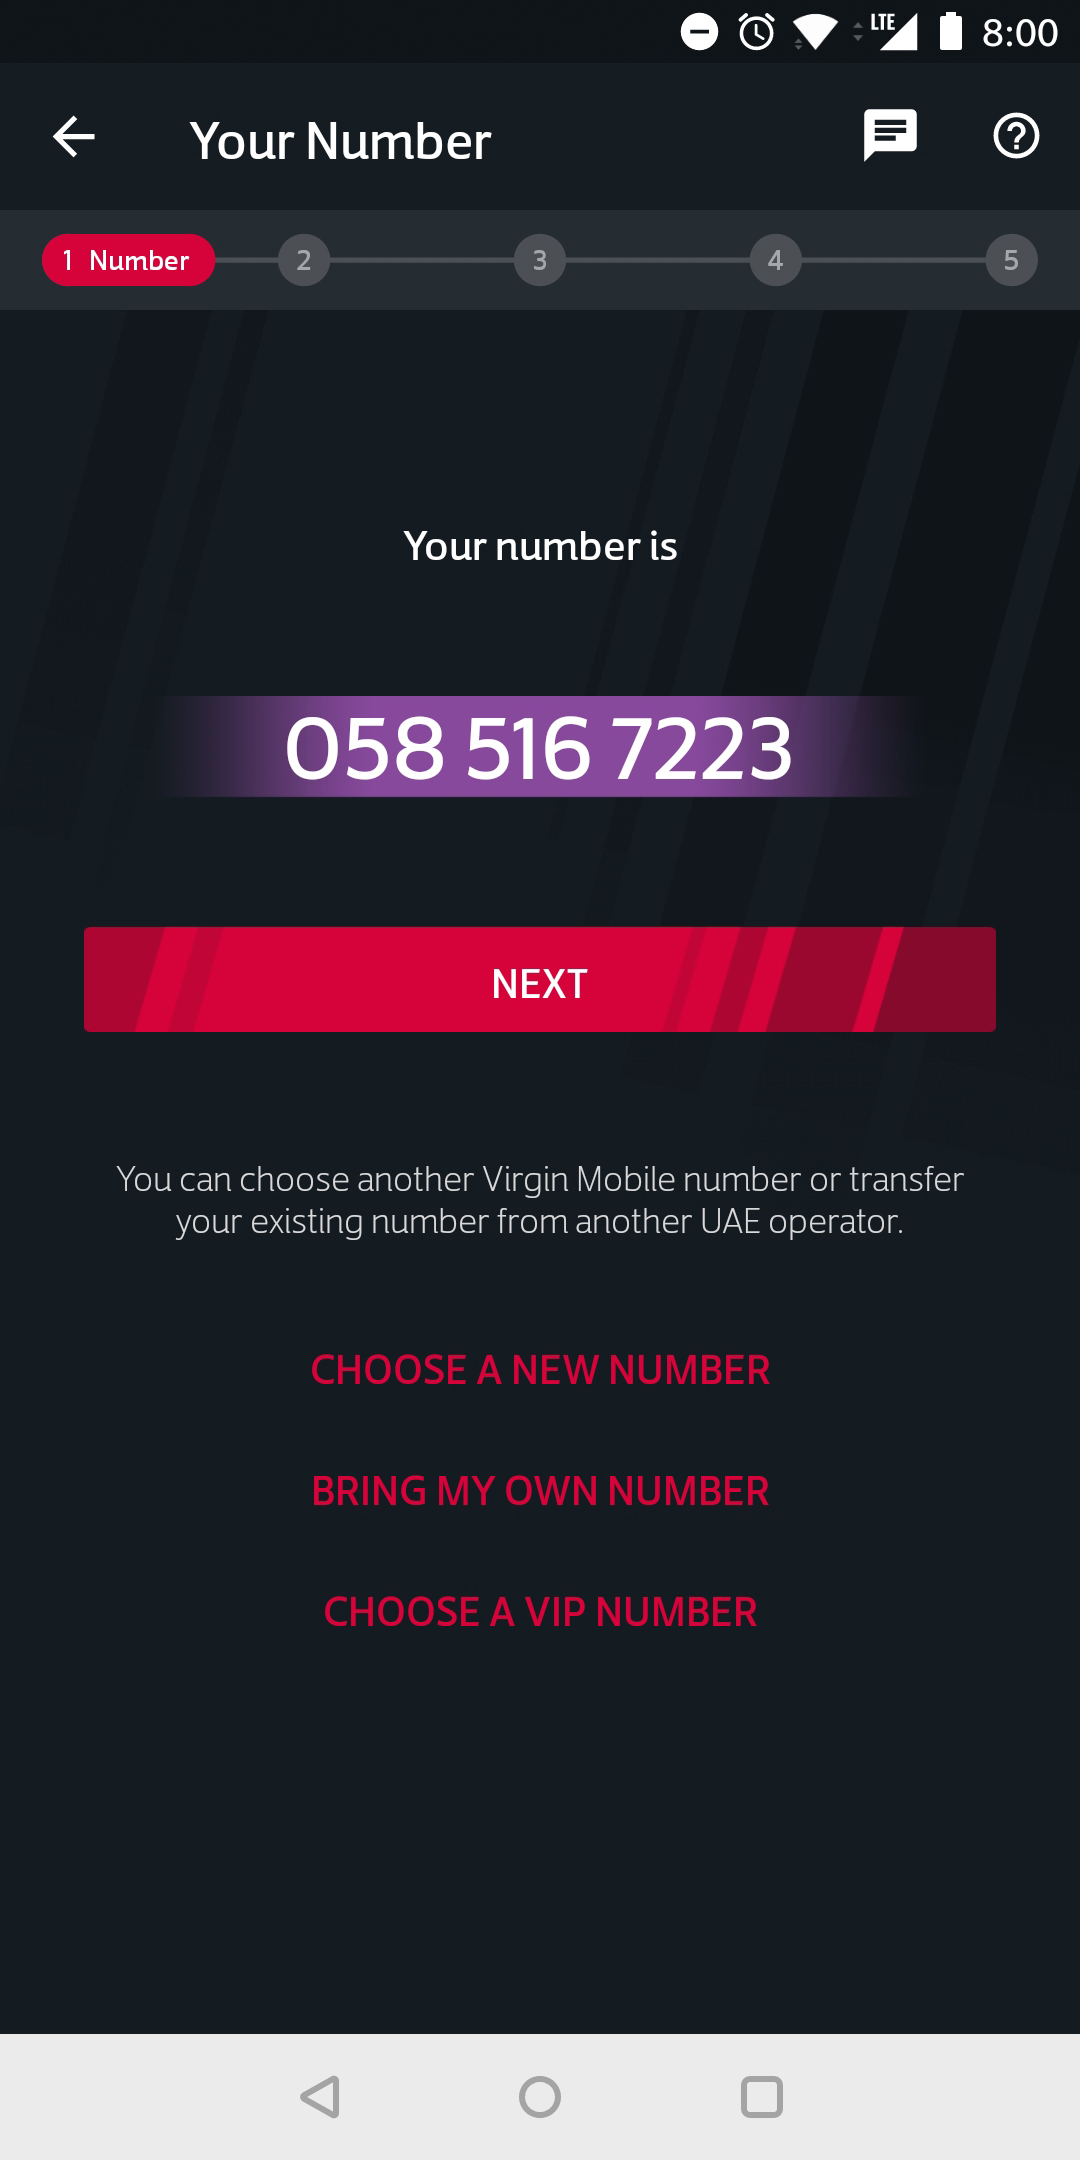 LTE 8:00
Your Number
1 Number 2 3 4 5
Your number is
058 516 7223
NEXT
You can choose another Virgin Mobile number or transfer
your existing number from another UAE operator.
CHOOSE A NEW NUMBER
BRING MY OWN NUMBER
CHOOSE A VIP NUMBER